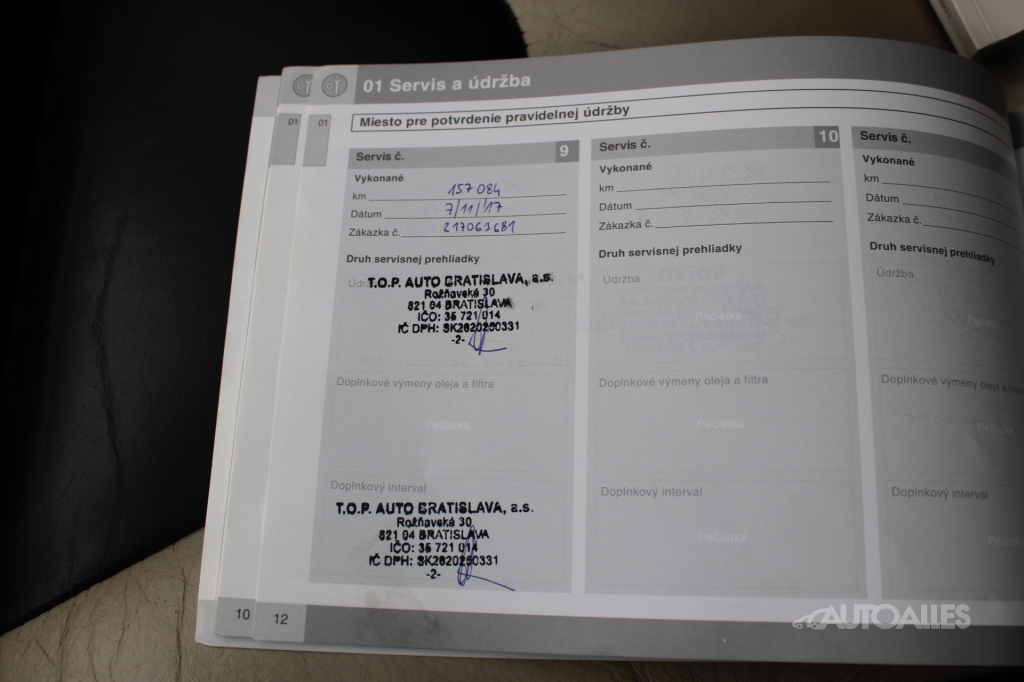 01 Servis a údržba
01
01
Miesto pre potvrdenie pravidelnej údržby
Servis č. 9
Vykonané
km 157 084
Dátum 7/11/17
Zákazka č. 217061681
Druh servisnej prehliadky
Údr
T.O.P. AUTO BRATISLAVA, a.s.
Rožňavská 30
821 04 BRATISLAVA
IČO: 35 721 014
IČ DPH: SK2020250331
-2-
Doplnkové výmeny oleja a filtra
Pečiatka
Doplnkový interval
T.O.P. AUTO BRATISLAVA, a.s.
Rožňavská 30
821 04 BRATISLAVA
IČO: 35 721 014
IČ DPH: SK2020250331
-2-
Servis č. 10
Vykonané
km
Dátum
Zákazka č.
Druh servisnej prehliadky
Údržba
Pečiatka
Doplnkové výmeny oleja a filtra
Pečiatka
Doplnkový interval
Pečiatka
Servis č.
Vykonané
km
Dátum
Zákazka č.
Druh servisnej prehliadky
Údržba
Doplnkové výmeny oleja a
Doplnkový interval
10
12
AUTOALLES